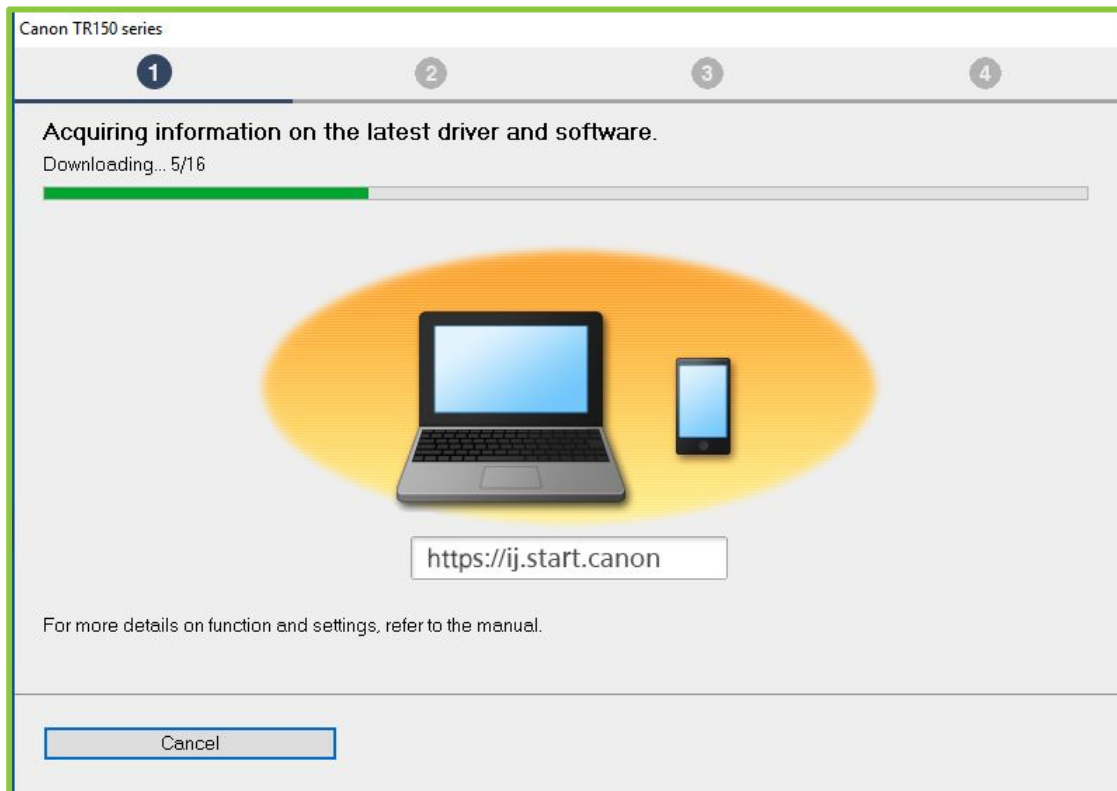 Canon TR150 series
1 2 3 4
Acquiring information on the latest driver and software.
Downloading... 5/16
https://ij.start.canon
For more details on function and settings, refer to the manual.
Cancel